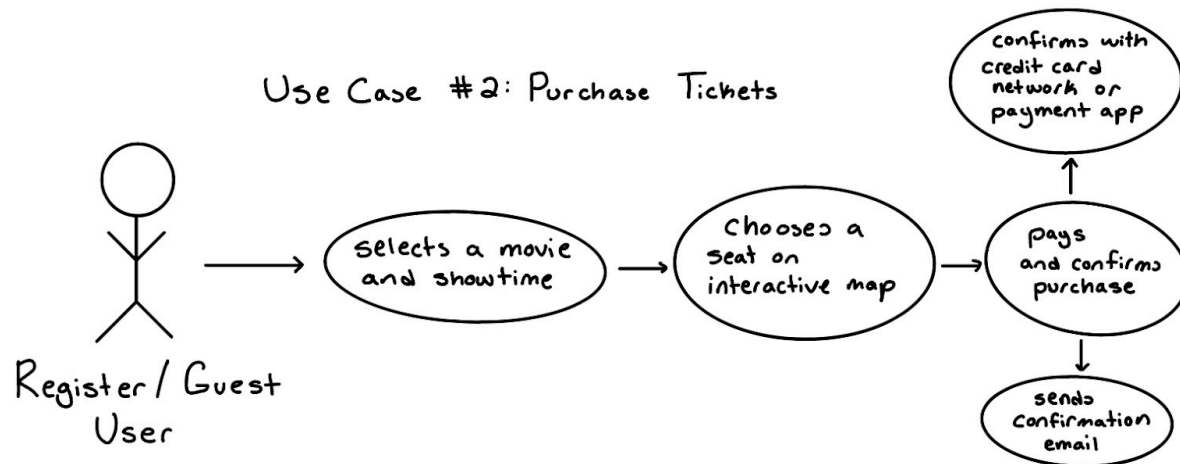 Use Case #2: Purchase Tickets
Register / Guest
User
selects a movie
and showtime
Chooses a
seat on
interactive map
pays
and confirms
purchase
confirms with
credit card
network or
payment app
sends
confirmation
email